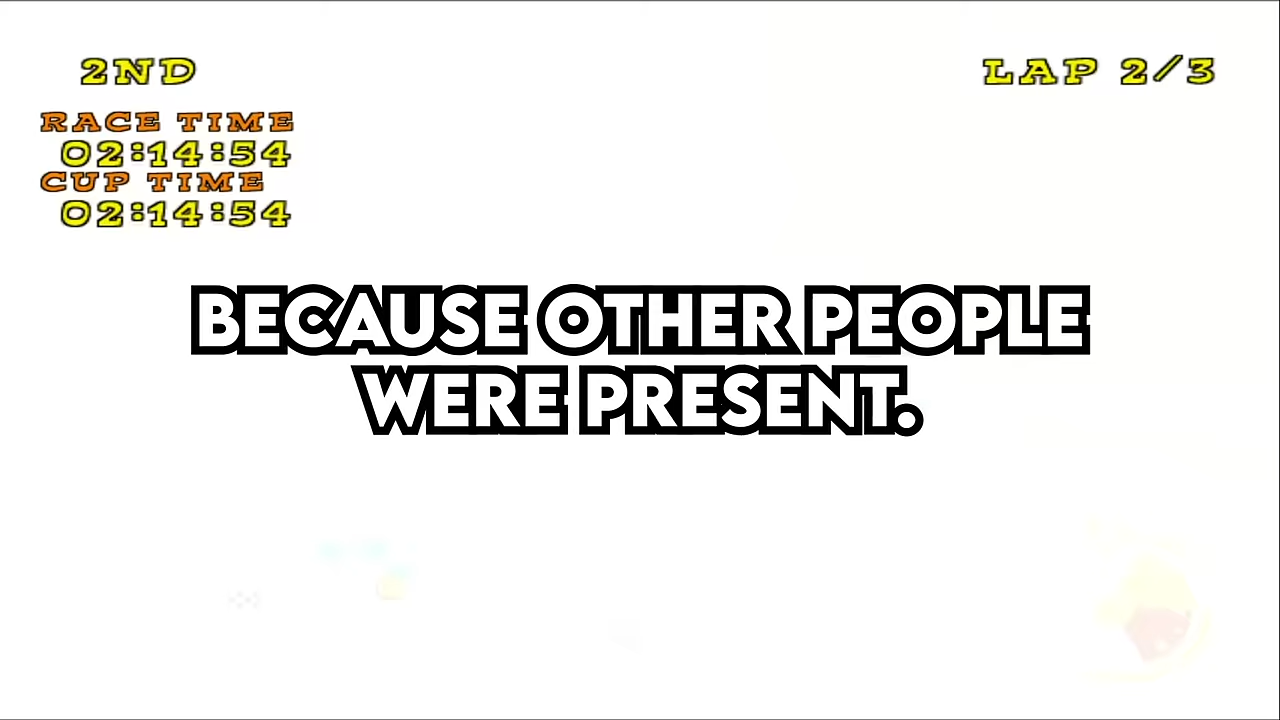 2ND
LAP 2/3
RACE TIME
02:14:54
CUP TIME
02:14:54
BECAUSE OTHER PEOPLE
WERE PRESENT.